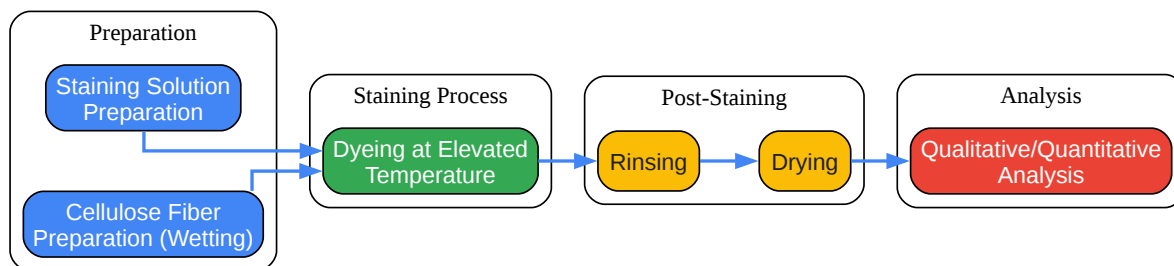 Preparation
Staining Solution
Preparation
Cellulose Fiber
Preparation (Wetting)
Staining Process
Dyeing at Elevated
Temperature
Post-Staining
Rinsing
Drying
Analysis
Qualitative/Quantitative
Analysis